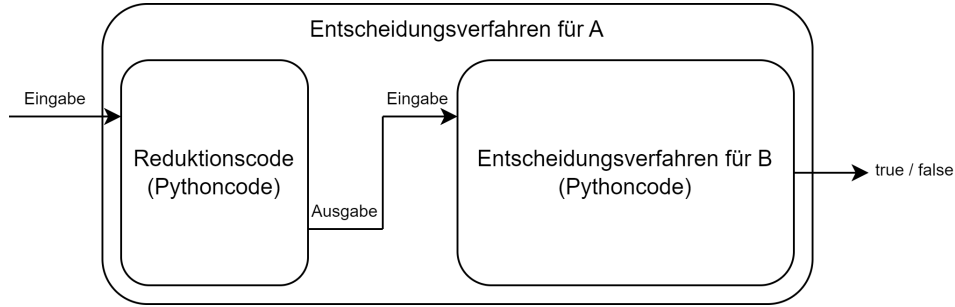 Entscheidungsverfahren für A
Eingabe
Reduktionscode
(Pythoncode)
Ausgabe
Eingabe
Entscheidungsverfahren für B
(Pythoncode)
true / false